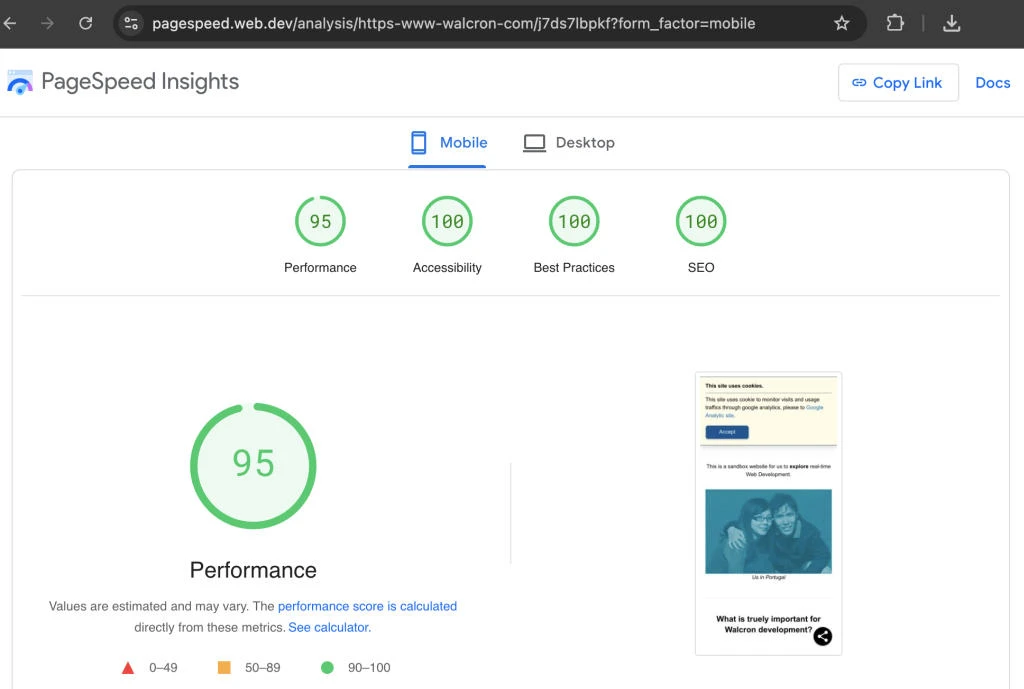 pagespeed.web.dev/analysis/https-www-walcron-com/j7ds7lbpkf?form_factor=mobile
PageSpeed Insights
Copy Link
Docs
Mobile
Desktop
95
100
100
100
Performance
Accessibility
Best Practices
SEO
95
Performance
Values are estimated and may vary. The performance score is calculated
directly from these metrics. See calculator.
0–49
50–89
90–100
This site uses cookies.
This site uses cookie to monitor visits and usage
traffics through google analytics, please to Google
Analytic site.
Accept
This is a sandbox website for us to explore real-time
Web Development.
Us in Portugal
What is truely important for
Walcron development?